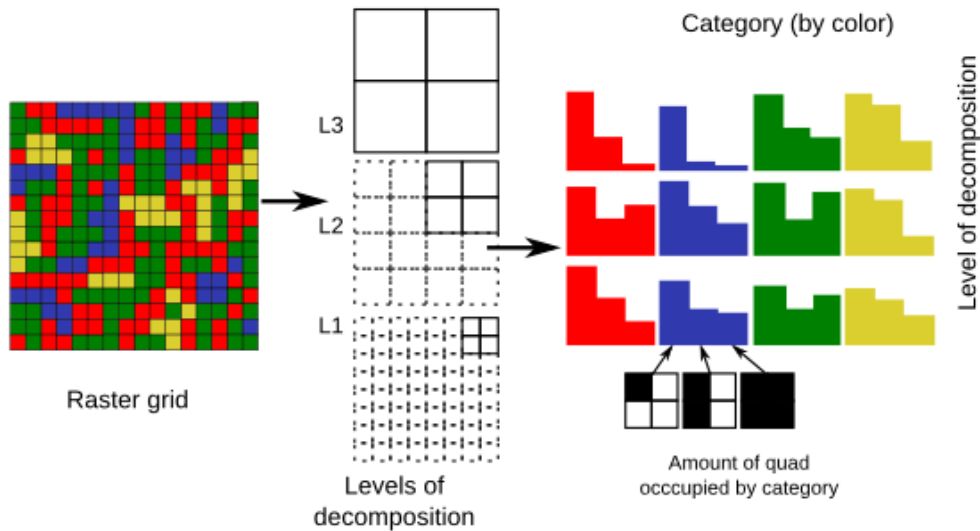 Category (by color)
L3
L2
L1
Level of decomposition
Raster grid
Levels of
decomposition
Amount of quad
occcupied by category